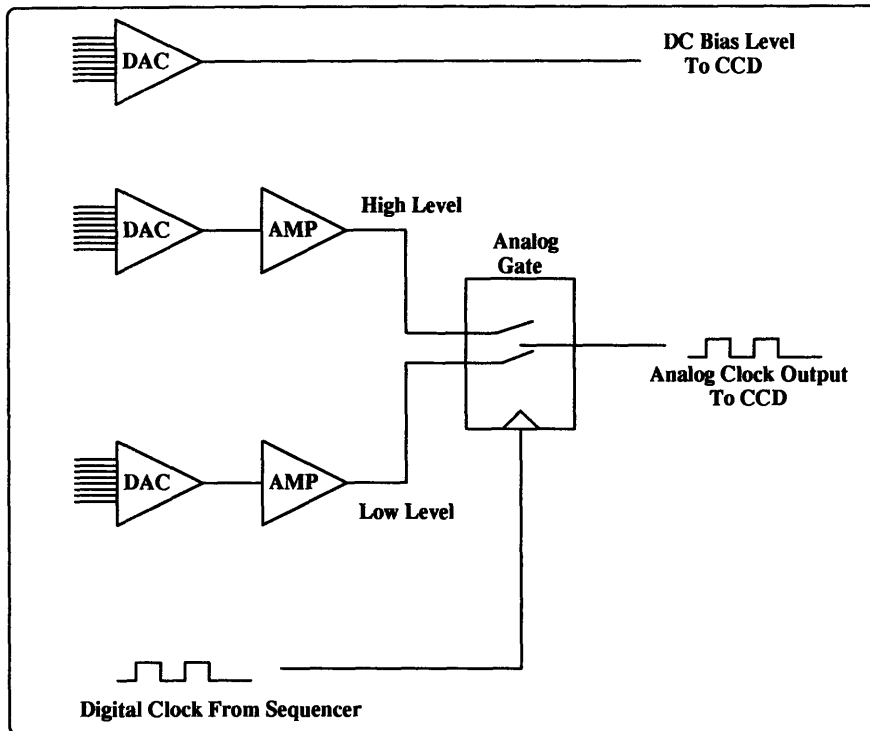 DAC
DC Bias Level
To CCD
DAC
AMP
High Level
Analog
Gate
Analog Clock Output
To CCD
DAC
AMP
Low Level
Digital Clock From Sequencer